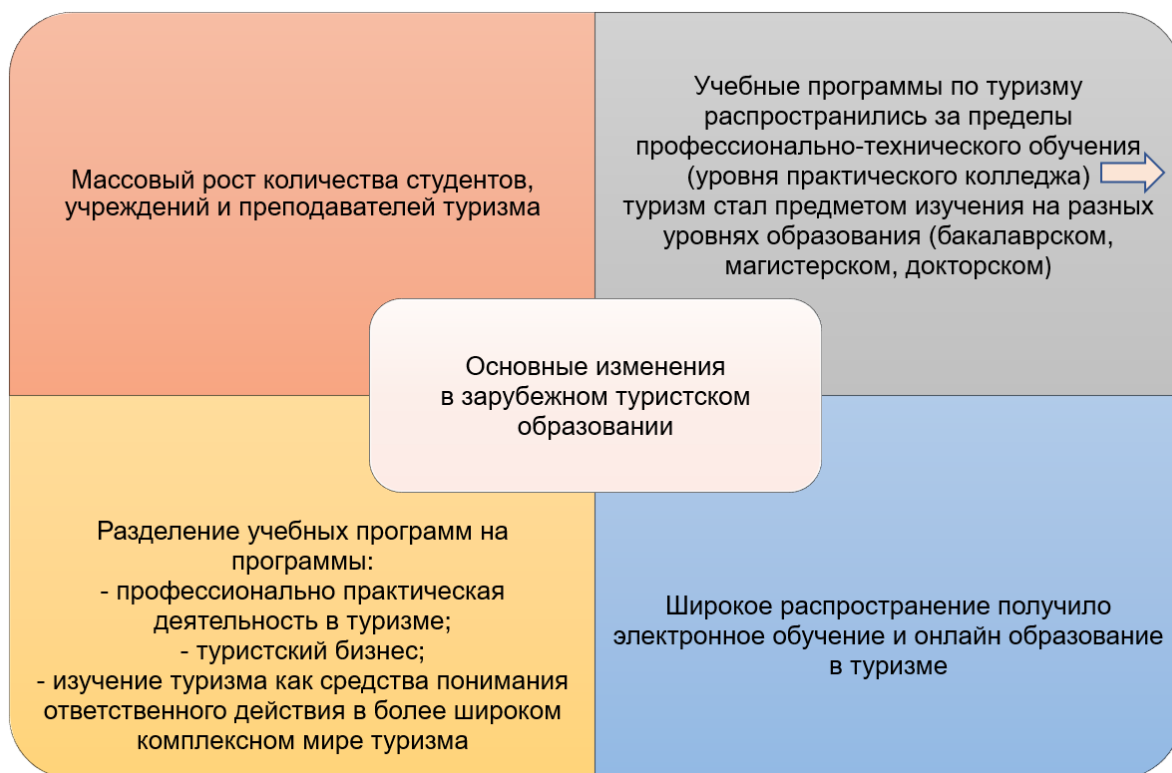 Массовый рост количества студентов,
учреждений и преподавателей туризма
Учебные программы по туризму
распространились за пределы
профессионально-технического обучения
(уровня практического колледжа)
туризм стал предметом изучения на разных
уровнях образования (бакалаврском,
магистерском, докторском)
Основные изменения
в зарубежном туристском
образовании
Разделение учебных программ на
программы:
- профессионально практическая
деятельность в туризме;
- туристский бизнес;
- изучение туризма как средства понимания
ответственного действия в более широком
комплексном мире туризма
Широкое распространение получило
электронное обучение и онлайн образование
в туризме